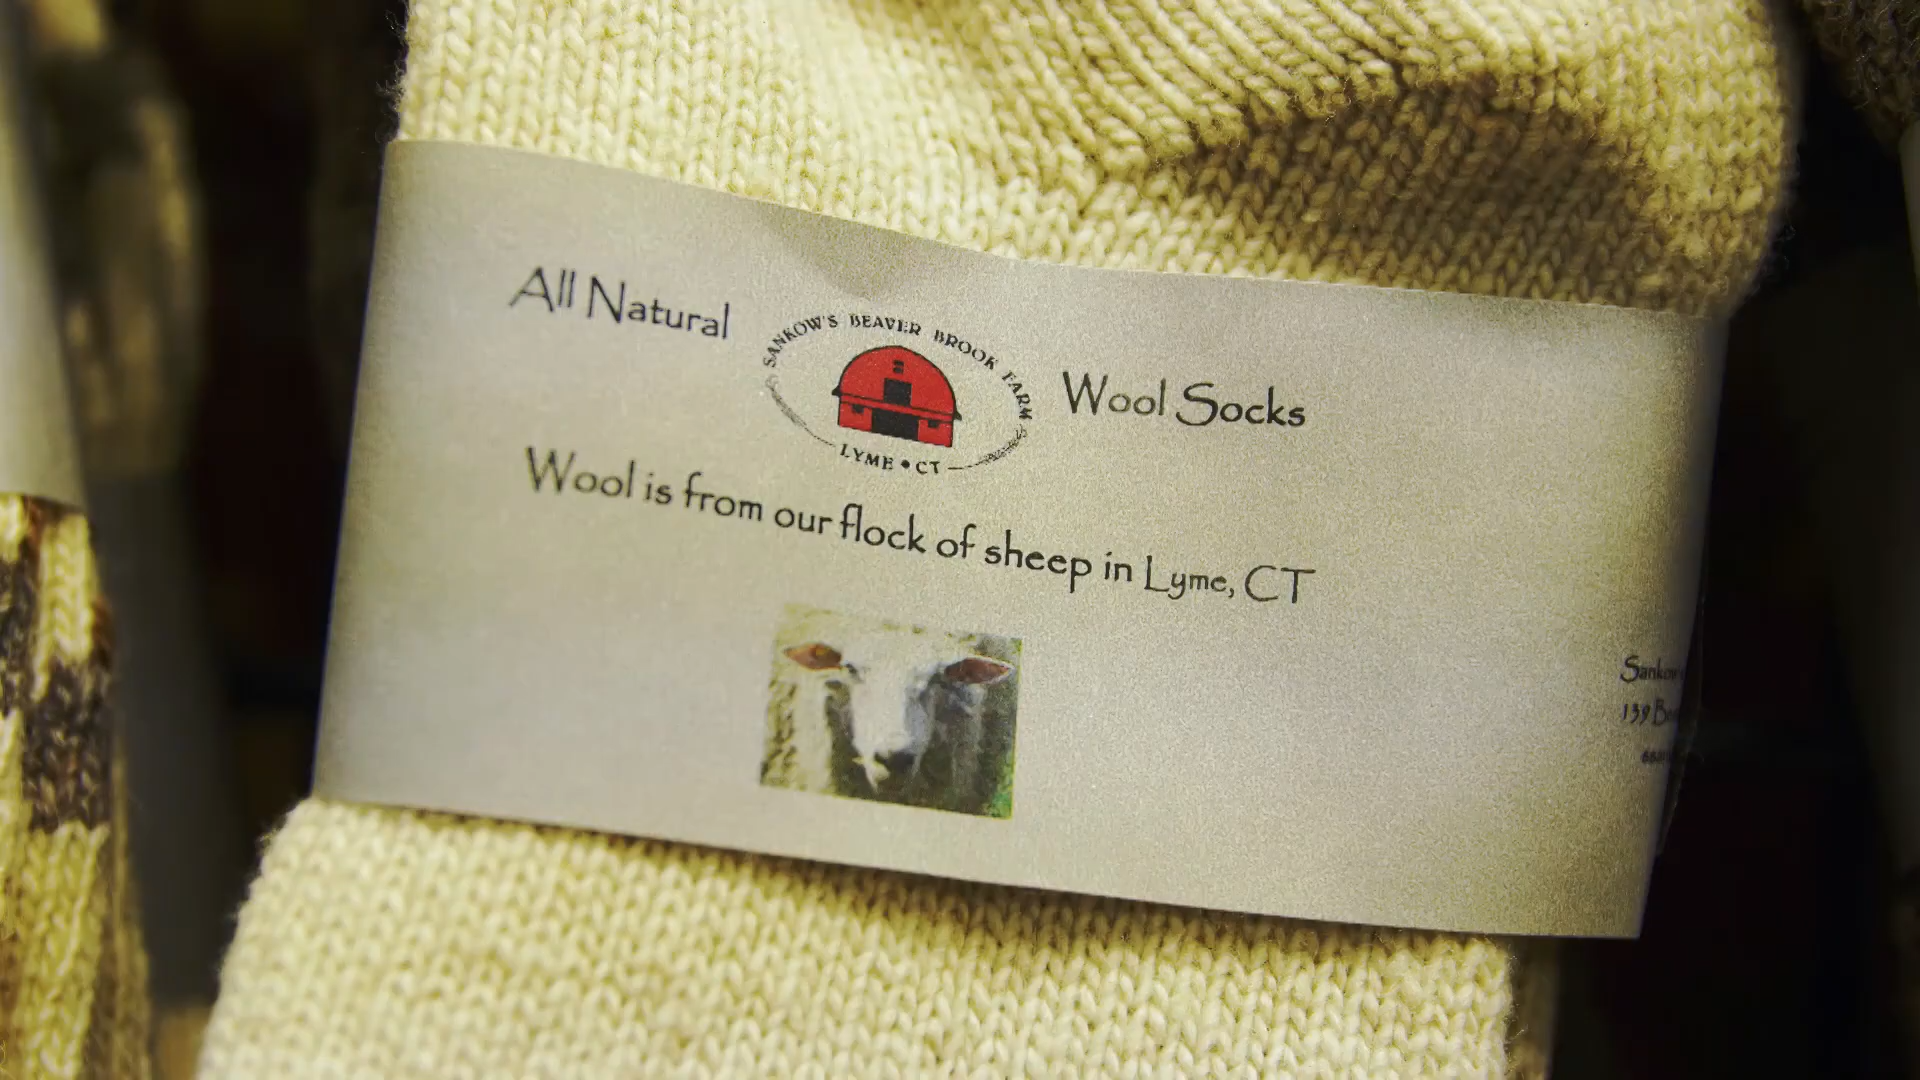 All Natural
SANKOW'S BEAVER BROOK FARM
LYME • CT
Wool Socks
Wool is from our flock of sheep in Lyme, CT
139